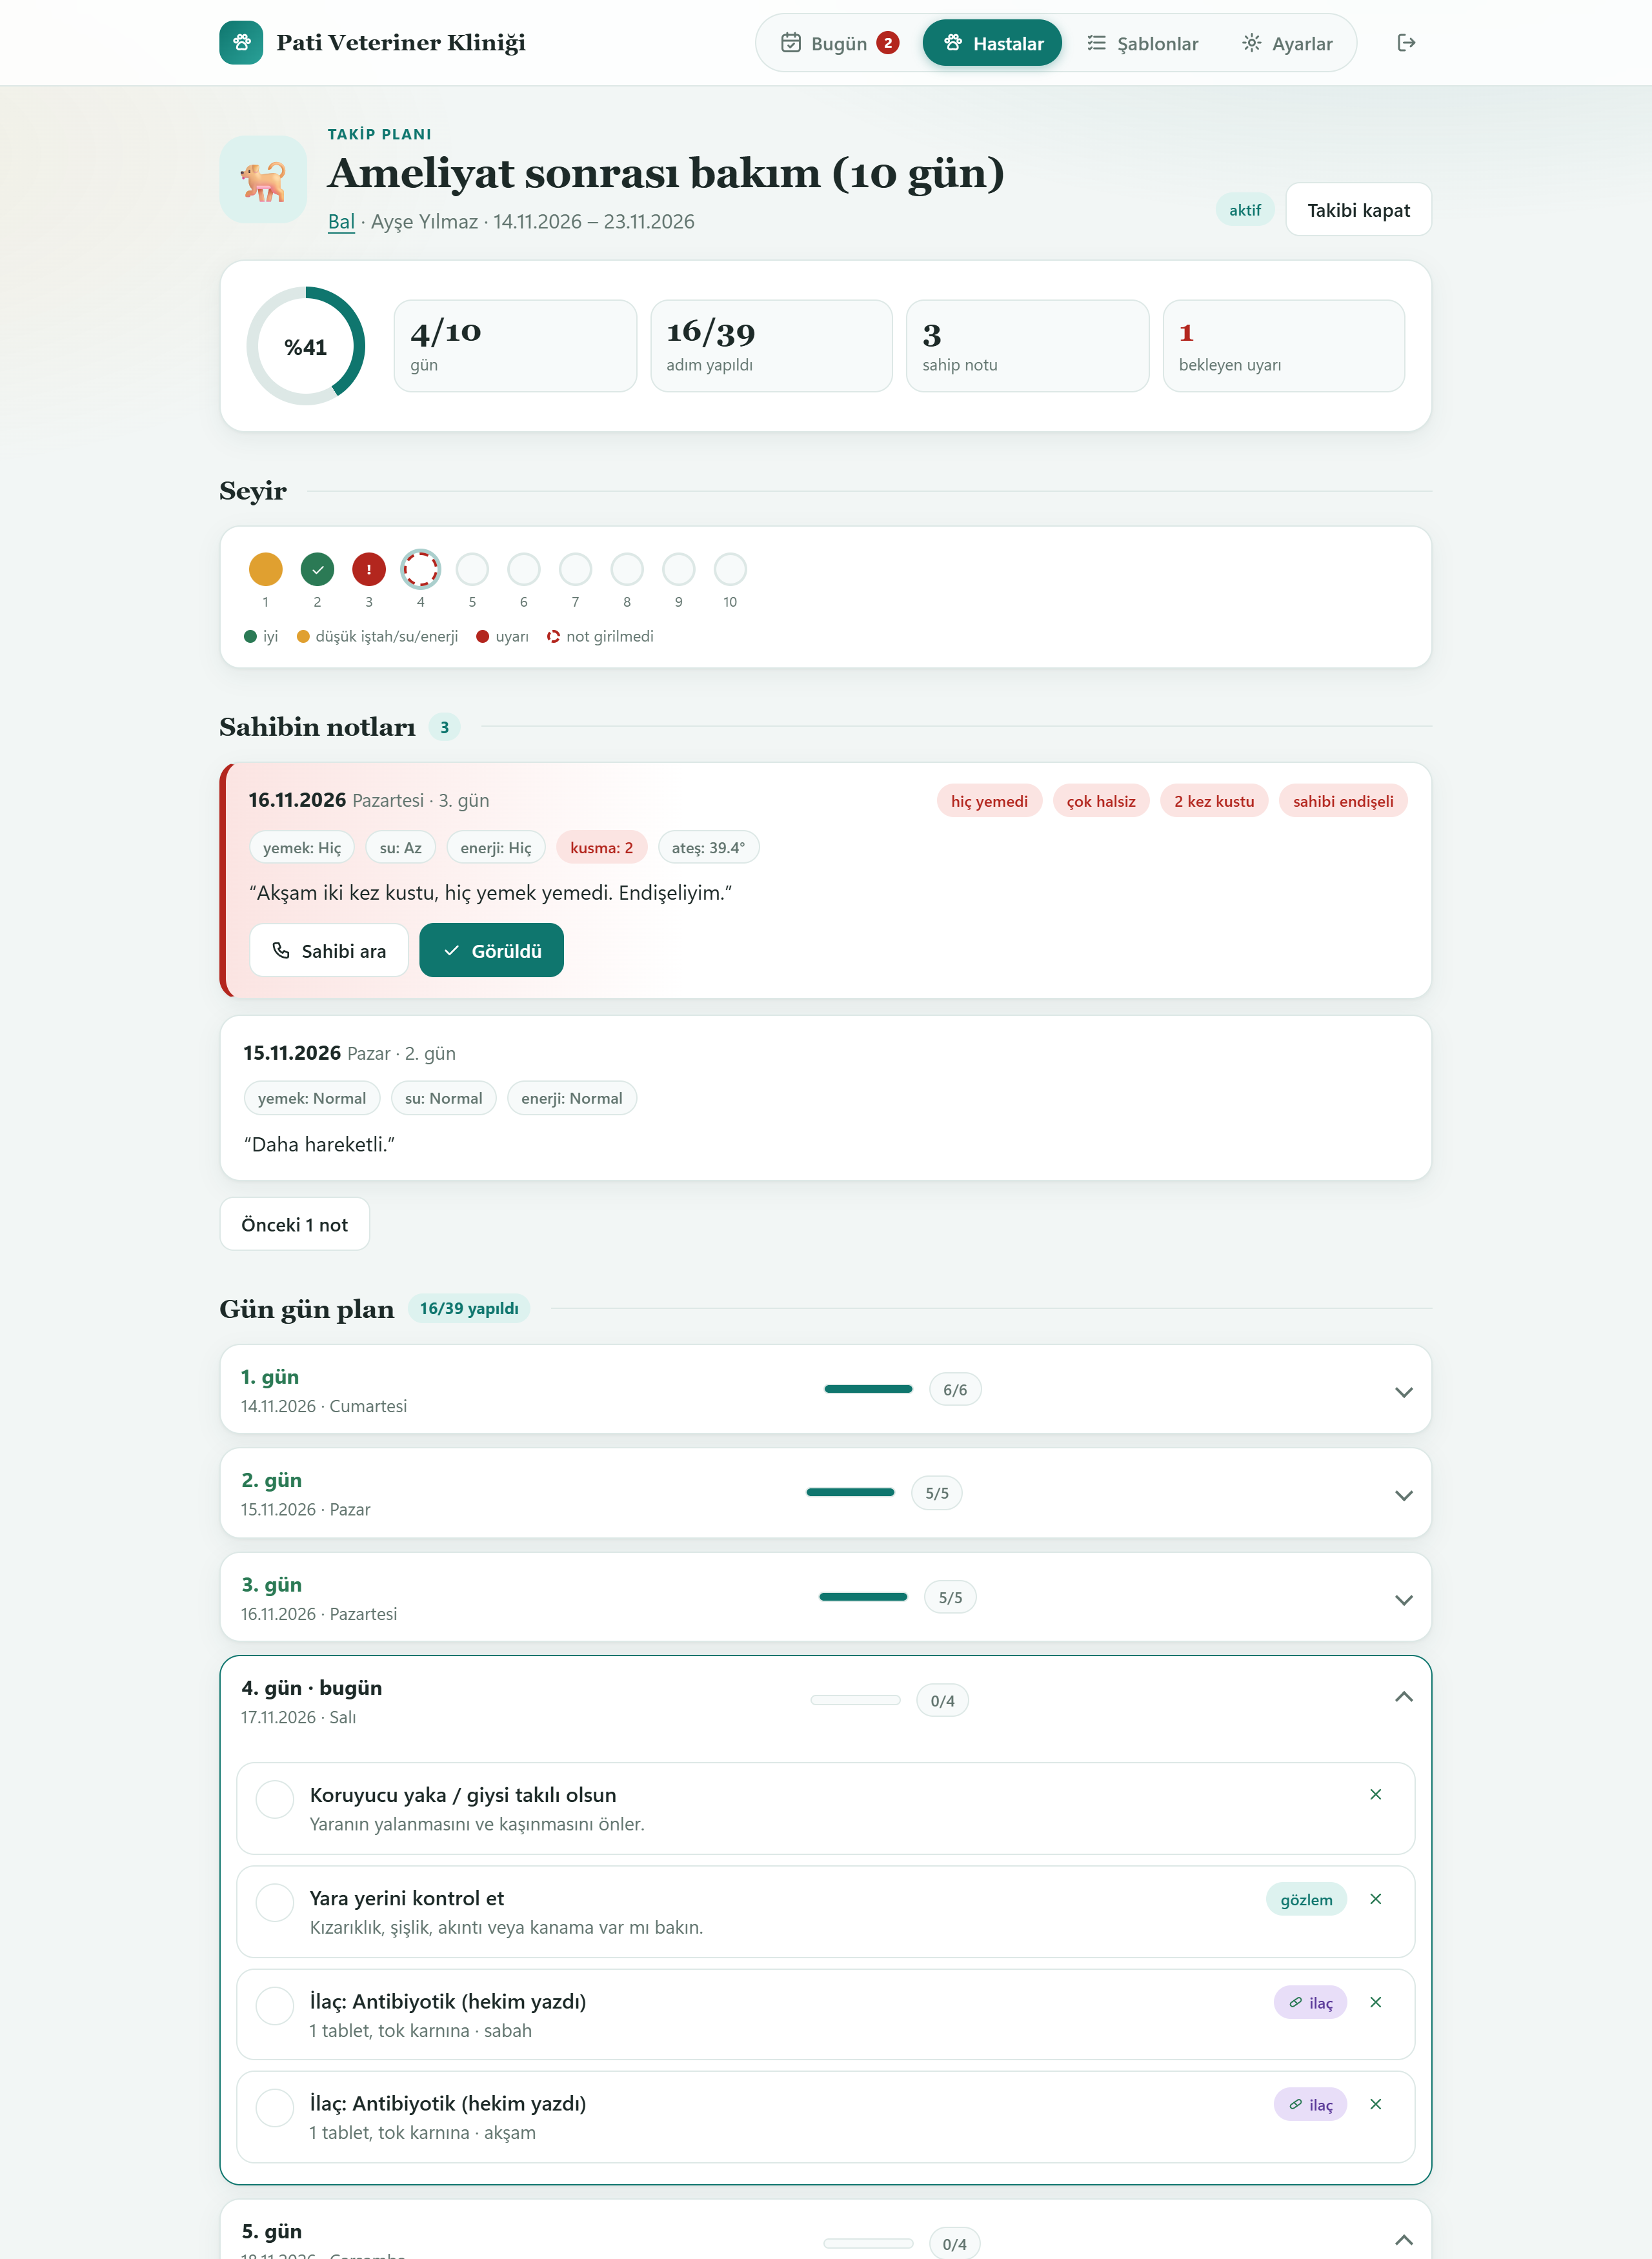 Pati Veteriner Kliniği
Bugün 2
Hastalar
Şablonlar
Ayarlar
TAKİP PLANI
Ameliyat sonrası bakım (10 gün)
Bal · Ayşe Yılmaz · 14.11.2026 – 23.11.2026
aktif
Takibi kapat
%41
4/10
gün
16/39
adım yapıldı
3
sahip notu
1
bekleyen uyarı
Seyir
!
1 2 3 4 5 6 7 8 9 10
iyi düşük iştah/su/enerji uyarı not girilmedi
Sahibin notları 3
16.11.2026 Pazartesi · 3. gün
hiç yemedi çok halsiz 2 kez kustu sahibi endişeli
yemek: Hiç su: Az enerji: Hiç kusma: 2 ateş: 39.4°
“Akşam iki kez kustu, hiç yemek yemedi. Endişeliyim.”
Sahibi ara
Görüldü
15.11.2026 Pazar · 2. gün
yemek: Normal su: Normal enerji: Normal
“Daha hareketli.”
Önceki 1 not
Gün gün plan 16/39 yapıldı
1. gün
14.11.2026 · Cumartesi
6/6
2. gün
15.11.2026 · Pazar
5/5
3. gün
16.11.2026 · Pazartesi
5/5
4. gün · bugün
17.11.2026 · Salı
0/4
Koruyucu yaka / giysi takılı olsun
Yaranın yalanmasını ve kaşınmasını önler.
Yara yerini kontrol et
Kızarıklık, şişlik, akıntı veya kanama var mı bakın.
gözlem
İlaç: Antibiyotik (hekim yazdı)
1 tablet, tok karnına · sabah
ilaç
İlaç: Antibiyotik (hekim yazdı)
1 tablet, tok karnına · akşam
ilaç
5. gün
0/4